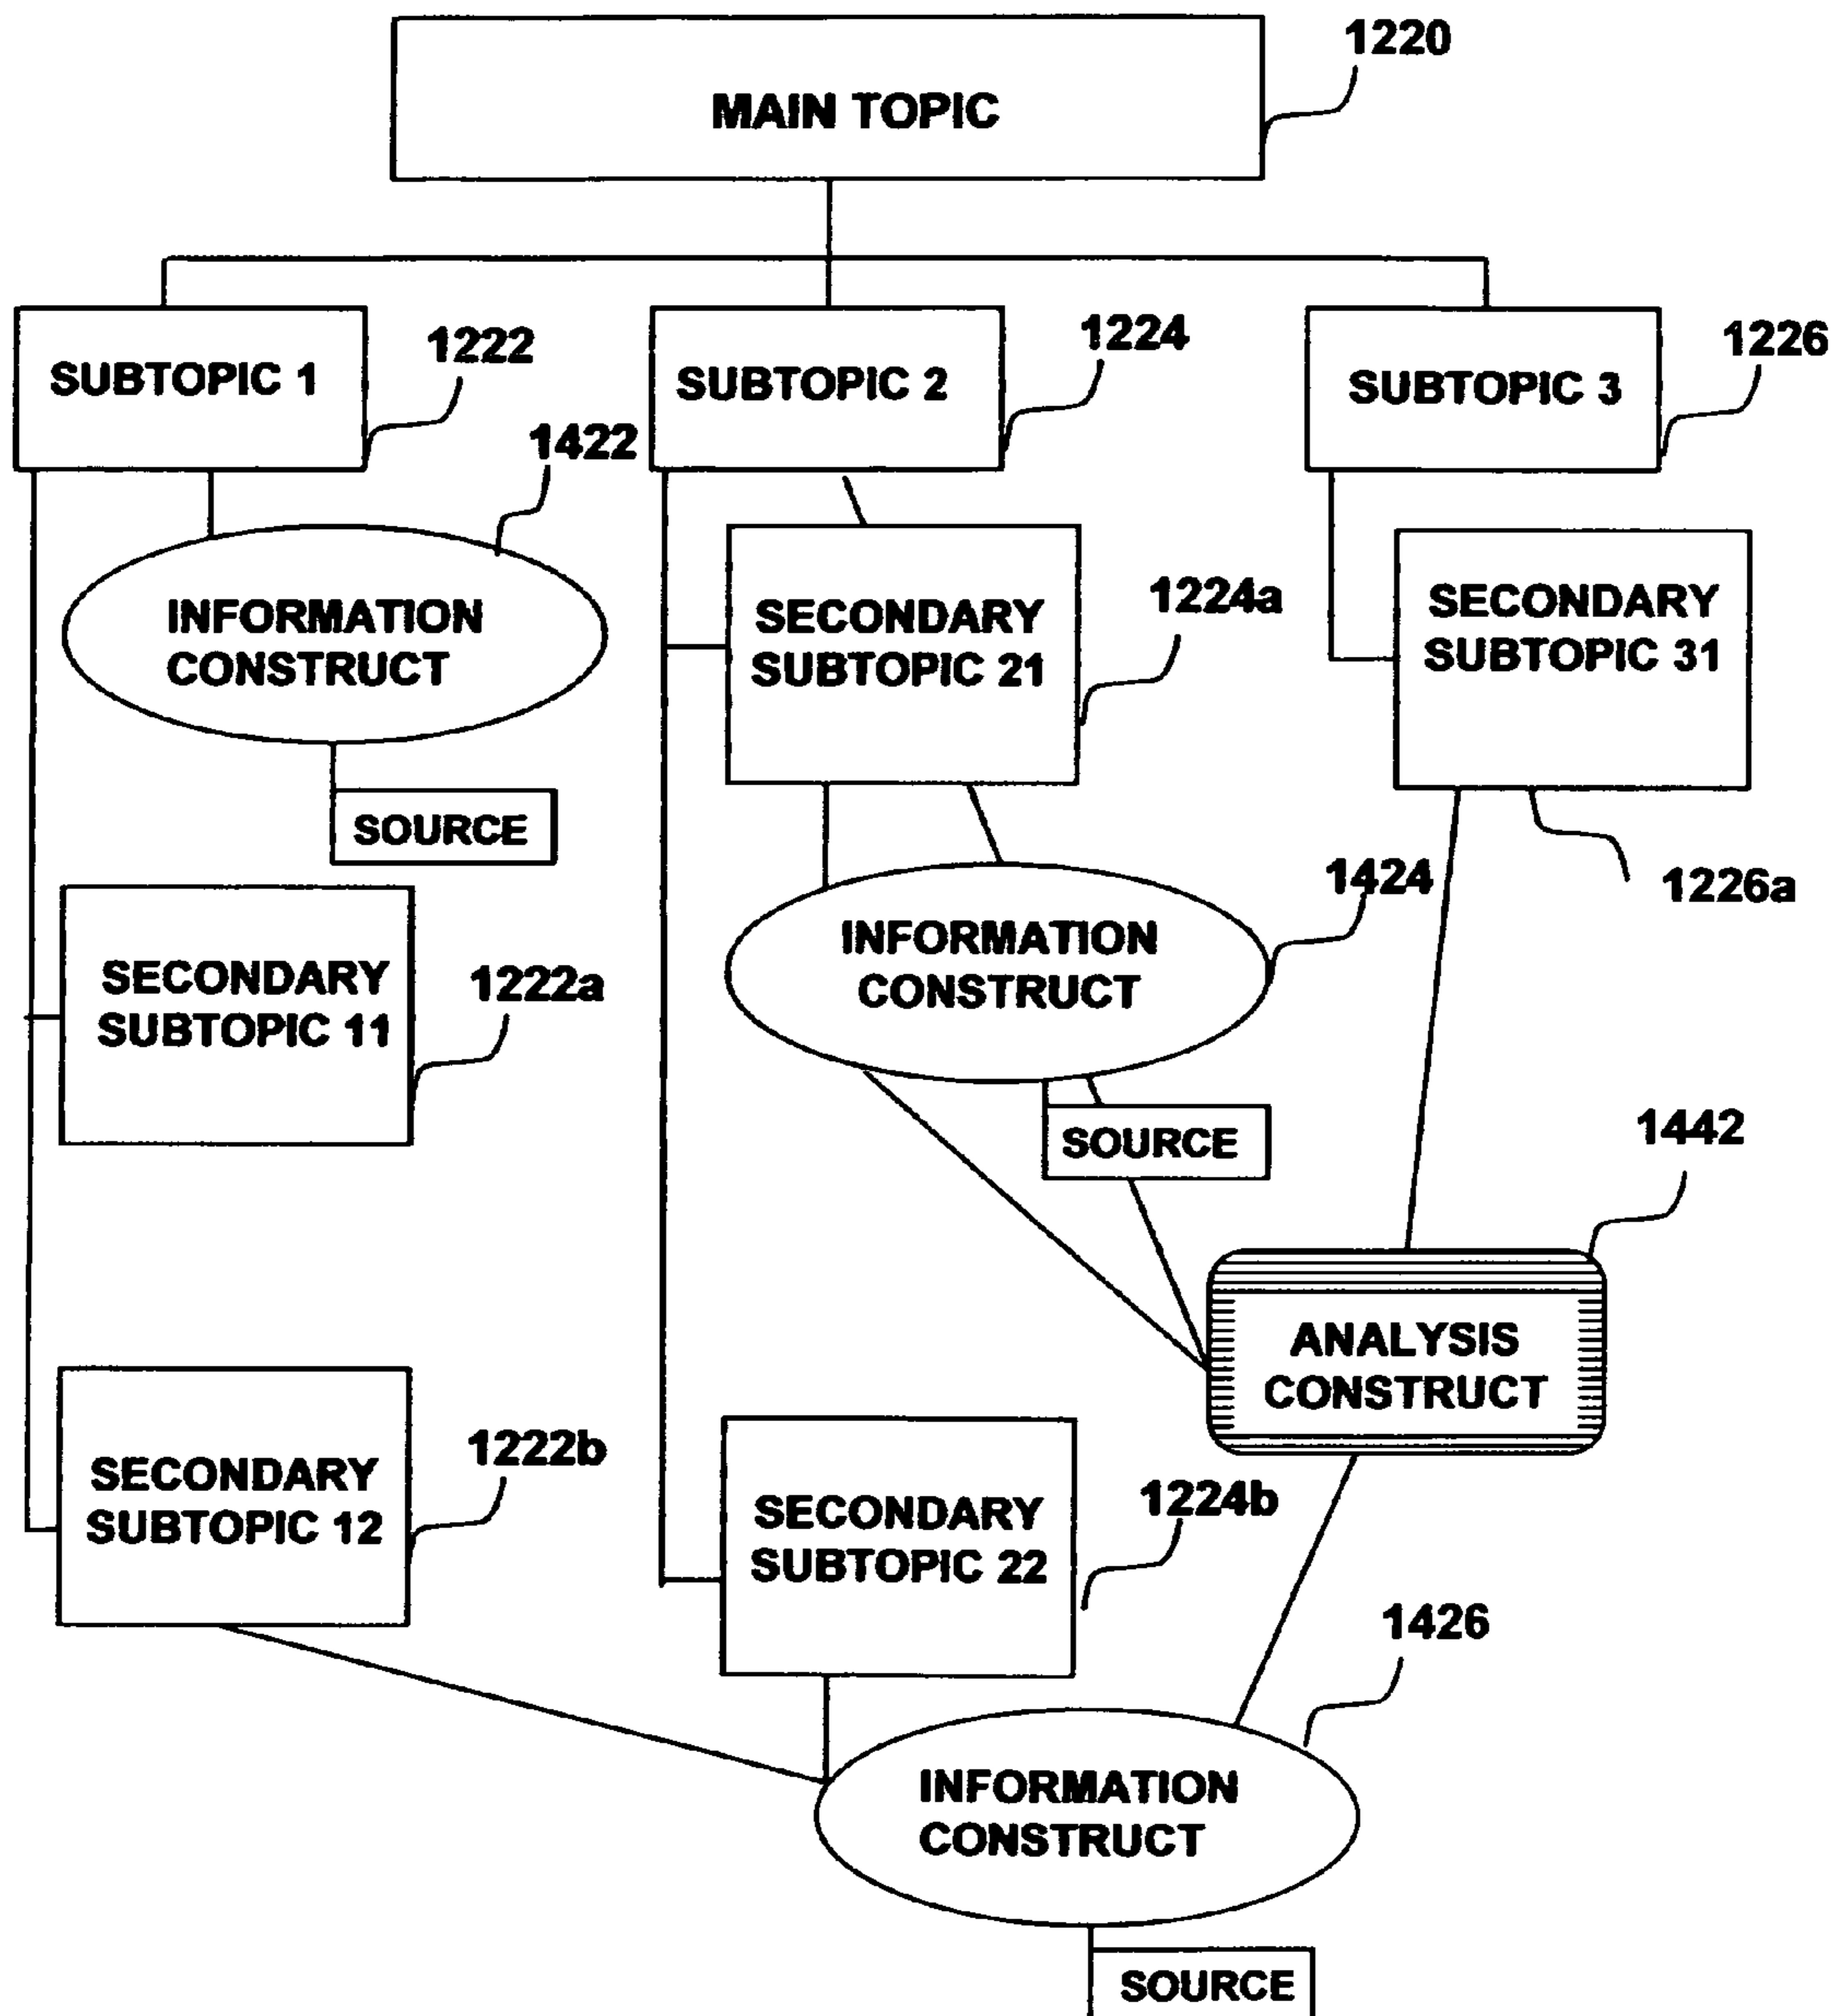 1220
MAIN TOPIC
1222
1224
1226
SUBTOPIC 1
SUBTOPIC 2
SUBTOPIC 3
1422
INFORMATION
CONSTRUCT
SECONDARY
SUBTOPIC 21
1224a
SECONDARY
SUBTOPIC 31
SOURCE
1424
1226a
INFORMATION
CONSTRUCT
SECONDARY
SUBTOPIC 11
1222a
SOURCE
1442
ANALYSIS
CONSTRUCT
SECONDARY
SUBTOPIC 12
1222b
SECONDARY
SUBTOPIC 22
1224b
1426
INFORMATION
CONSTRUCT
SOURCE